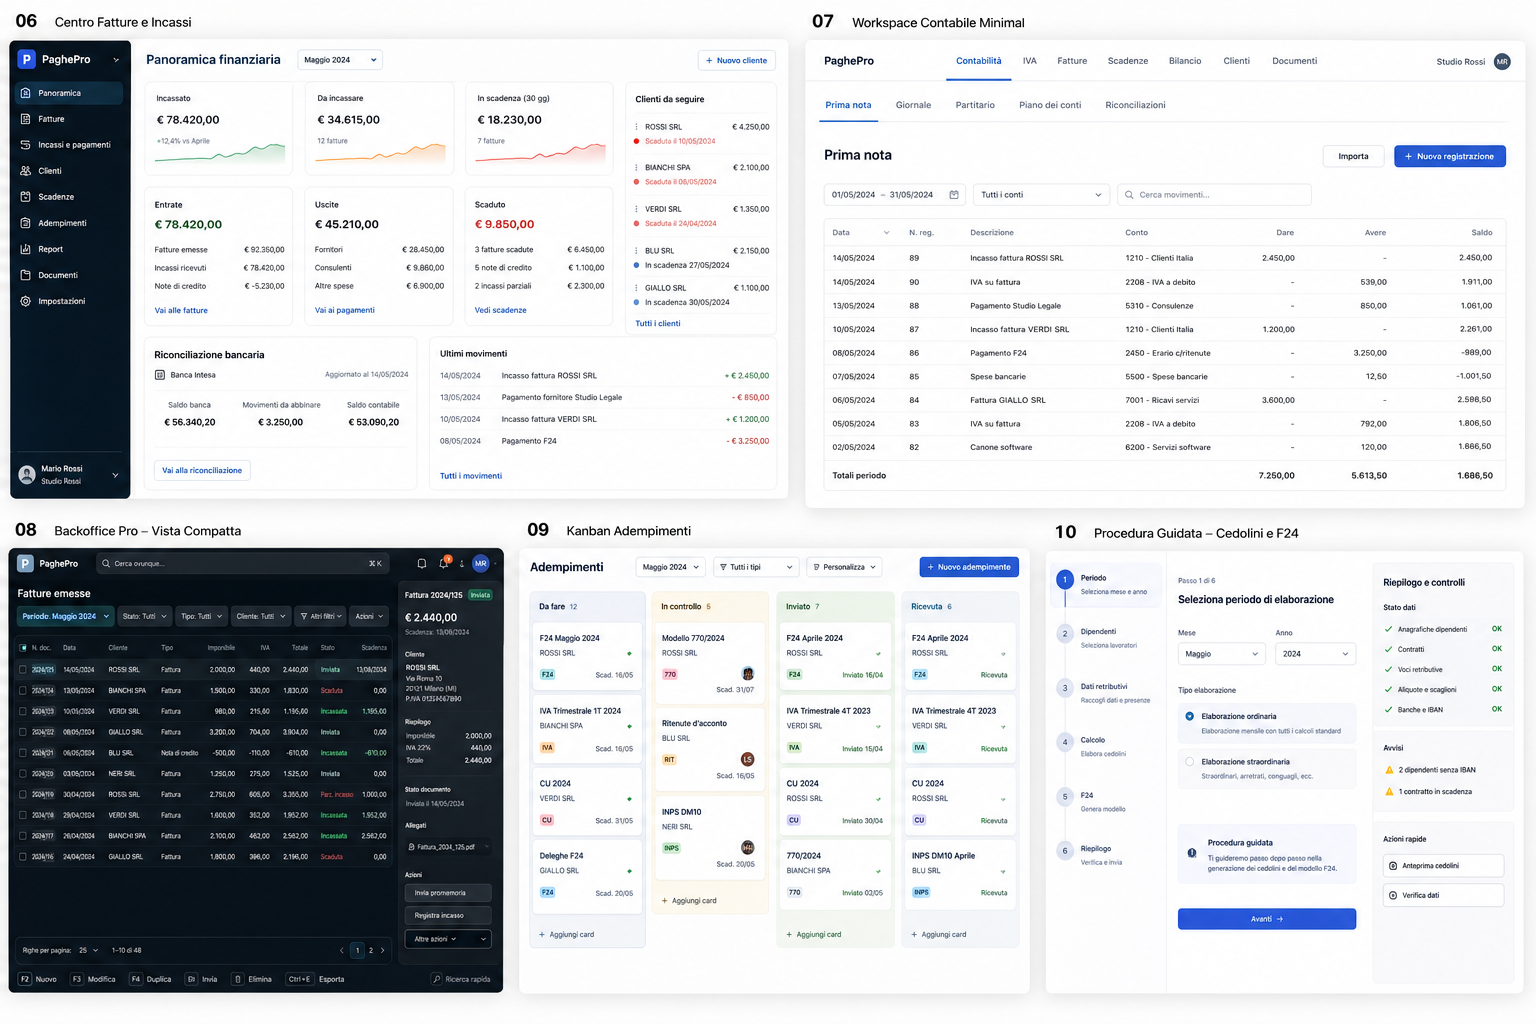 06 Centro Fatture e Incassi
PaghePro
Panoramica
Fatture
Incassi e pagamenti
Clienti
Scadenze
Adempimenti
Report
Documenti
Impostazioni
Mario Rossi
Studio Rossi
Panoramica finanziaria
Maggio 2024
+ Nuovo cliente
Incassato
€ 78.420,00
+12,4% vs Aprile
Da incassare
€ 34.615,00
12 fatture
In scadenza (30 gg)
€ 18.230,00
7 fatture
Clienti da seguire
ROSSI SRL € 4.250,00
Scaduta il 10/05/2024
BIANCHI SPA € 2.100,00
Scaduta il 08/05/2024
VERDI SRL € 1.350,00
Scaduta il 24/04/2024
BLU SRL € 2.150,00
In scadenza 27/05/2024
GIALLO SRL € 1.100,00
In scadenza 30/05/2024
Tutti i clienti
Entrate
€ 78.420,00
Fatture emesse € 92.350,00
Incassi ricevuti € 78.420,00
Note di credito € -5.230,00
Vai alle fatture
Uscite
€ 45.210,00
Fornitori € 28.450,00
Consulenti € 9.860,00
Altre spese € 6.900,00
Vai ai pagamenti
Scaduto
€ 9.850,00
3 fatture scadute € 6.450,00
5 note di credito € 1.100,00
2 incassi parziali € 2.300,00
Vedi scadenze
Riconciliazione bancaria
Banca Intesa Aggiornato al 14/05/2024
Saldo banca Movimenti da abbinare Saldo contabile
€ 56.340,20 € 3.250,00 € 53.090,20
Vai alla riconciliazione
Ultimi movimenti
14/05/2024 Incasso fattura ROSSI SRL + € 2.450,00
13/05/2024 Pagamento fornitore Studio Legale - € 850,00
10/05/2024 Incasso fattura VERDI SRL + € 1.200,00
08/05/2024 Pagamento F24 - € 3.250,00
Tutti i movimenti
07 Workspace Contabile Minimal
PaghePro Contabilità IVA Fatture Scadenze Bilancio Clienti Documenti Studio Rossi MR
Prima nota Giornale Partitario Piano dei conti Riconciliazioni
Prima nota
Importa
+ Nuova registrazione
01/05/2024 – 31/05/2024 Tutti i conti Cerca movimenti...
Data N. reg. Descrizione Conto Dare Avere Saldo
14/05/2024 89 Incasso fattura ROSSI SRL 1210 - Clienti Italia 2.450,00 - 2.450,00
14/05/2024 90 IVA su fattura 2208 - IVA a debito - 539,00 1.911,00
13/05/2024 88 Pagamento Studio Legale 5310 - Consulenze - 850,00 1.061,00
10/05/2024 87 Incasso fattura VERDI SRL 1210 - Clienti Italia 1.200,00 - 2.261,00
08/05/2024 86 Pagamento F24 2450 - Erario c/ritenute - 3.250,00 -989,00
07/05/2024 85 Spese bancarie 5500 - Spese bancarie - 12,50 -1.001,50
06/05/2024 84 Fattura GIALLO SRL 7001 - Ricavi servizi 3.600,00 - 2.598,50
05/05/2024 83 IVA su fattura 2208 - IVA a debito - 792,00 1.806,50
02/05/2024 82 Canone software 6200 - Servizi software - 120,00 1.866,50
Totali periodo 7.250,00 5.613,50 1.686,50
08 Backoffice Pro – Vista Compatta
PaghePro
Cerca ovunque... ⌘ K
MR
Fatture emesse
Periodo: Maggio 2024 Stato: Tutti Tipo: Tutti Cliente: Tutti Altri filtri Azioni
N. doc. Data Cliente Tipo Imponibile IVA Totale Stato Scadenza
14/05/2024 ROSSI SRL Fattura 2.000,00 440,00 2.440,00 Inviata 13/06/2024
13/05/2024 BIANCHI SPA Fattura 1.500,00 330,00 1.830,00 Scaduta 0,00
10/05/2024 VERDI SRL Fattura 980,00 215,60 1.195,60 Incassata
08/05/2024 GIALLO SRL Fattura 3.200,00 704,00 3.904,00 Inviata 0,00
06/05/2024 BLU SRL Nota di credito -500,00 -110,00 -610,00 Incassata -610,00
03/05/2024 NERI SRL Fattura 1.250,00 275,00 1.525,00 Inviata 0,00
30/04/2024 ROSSI SRL Fattura 2.750,00 605,00 3.355,00 Parc. incasso 1.000,00
29/04/2024 VERDI SRL Fattura 1.600,00 352,00 1.952,00 Incassata 1.952,00
26/04/2024 BIANCHI SPA Fattura 2.100,00 462,00 2.562,00 Incassata 2.562,00
24/04/2024 GIALLO SRL Fattura 1.800,00 396,00 2.196,00 Scaduta 0,00
Righe per pagina: 25 1–10 di 48 1 2
F2 Nuovo F3 Modifica F4 Duplica Invia Elimina Ctrl+E Esporta Ricerca rapida
Fattura 2024/125 Inviata
€ 2.440,00
Scadenza: 13/06/2024
Cliente
ROSSI SRL
Via Roma 10
20121 Milano (MI)
P.IVA
Riepilogo
Imponibile 2.000,00
IVA 22% 440,00
Totale 2.440,00
Stato documento
Inviata il 14/05/2024
Allegati
Fattura_2024_125.pdf
Azioni
Invia promemoria
Registra incasso
Altre azioni
09 Kanban Adempimenti
Adempimenti Maggio 2024 Tutti i tipi Personalizza + Nuovo adempimento
Da fare 12
F24 Maggio 2024
ROSSI SRL
F24 Scad. 16/05
IVA Trimestrale 1T 2024
BIANCHI SPA
IVA Scad. 16/05
CU 2024
VERDI SRL
CU Scad. 31/05
Deleghe F24
GIALLO SRL
F24 Scad. 20/05
+ Aggiungi card
In controllo 5
Modello 770/2024
ROSSI SRL
770
Scad. 31/07
Ritenute d'acconto
BLU SRL
RIT LS
Scad. 16/05
INPS DM10
NERI SRL
INPS
Scad. 20/05
+ Aggiungi card
Inviato 7
F24 Aprile 2024
ROSSI SRL
F24 Inviato 16/04
IVA Trimestrale 4T 2023
VERDI SRL
IVA Inviato 15/04
CU 2024
ROSSI SRL
CU Inviato 30/04
770/2024
BIANCHI SPA
770 Inviato 02/05
+ Aggiungi card
Ricevuta 6
F24 Aprile 2024
ROSSI SRL
F24 Ricevuta
IVA Trimestrale 4T 2023
VERDI SRL
IVA Ricevuta
CU 2024
ROSSI SRL
CU Ricevuta
INPS DM10 Aprile
BLU SRL
INPS Ricevuta
+ Aggiungi card
10 Procedura Guidata – Cedolini e F24
1 Periodo
Seleziona mese e anno
2 Dipendenti
Seleziona lavoratori
3 Dati retributivi
Raccogli dati e presenze
4 Calcolo
Elabora cedolini
5 F24
Genera modello
6 Riepilogo
Verifica e invia
Passo 1 di 6
Seleziona periodo di elaborazione
Mese Anno
Maggio 2024
Tipo elaborazione
Elaborazione ordinaria
Elaborazione mensile con tutti i calcoli standard
Elaborazione straordinaria
Straordinari, arretrati, conguagli, ecc.
Procedura guidata
Ti guideremo passo dopo passo nella
generazione dei cedolini e del modello F24.
Avanti →
Riepilogo e controlli
Stato dati
Anagrafiche dipendenti OK
Contratti OK
Voci retributive OK
Aliquote e scaglioni OK
Banche e IBAN OK
Avvisi
2 dipendenti senza IBAN
1 contratto in scadenza
Azioni rapide
Anteprima cedolini
Verifica dati